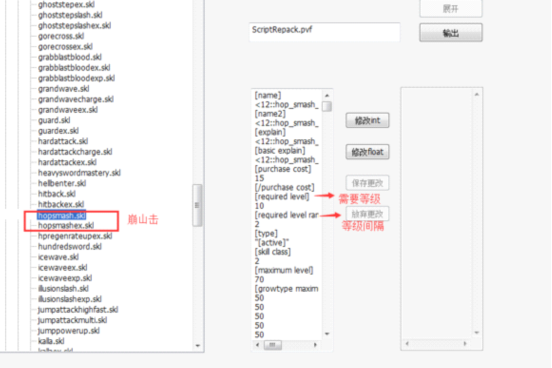 ghoststepex.skl
ghoststepslash.skl
ghoststepslashex.skl
gorecross.skl
gorecrossex.skl
grabblastblood.skl
grabblastbloodex.skl
grabblastbloodexp.skl
grandwave.skl
grandwavecharge.skl
grandwaveex.skl
guard.skl
guardex.skl
hardattack.skl
hardattackcharge.skl
hardattackex.skl
heavyswordmastery.skl
hellbenter.skl
hitback.skl
hitbackex.skl
hopsmash.skl
hopsmashex.skl
崩山击
hpregenrateupex.skl
hundredsword.skl
icewave.skl
icewaveex.skl
icewaveexp.skl
illusionslash.skl
illusionslashexp.skl
jumpattackhighfast.skl
jumpattackmulti.skl
jumppowerup.skl
kalla.skl
展开
ScriptRepack.pvf
输出
[name]
<12::hop_smash_
[name2]
<12::hop_smash_
[explain]
<12::hop_smash_
[basic explain]
<12::hop_smash_
[purchase cost]
15
[/purchase cost]
[required level]
10
[required level rar
2
[type]
"[active]"
[skill class]
2
[maximum level]
70
[growtype maxim
50
50
50
50
50
修改int
修改float
保存更改
需要等级
放弃更改
等级间隔